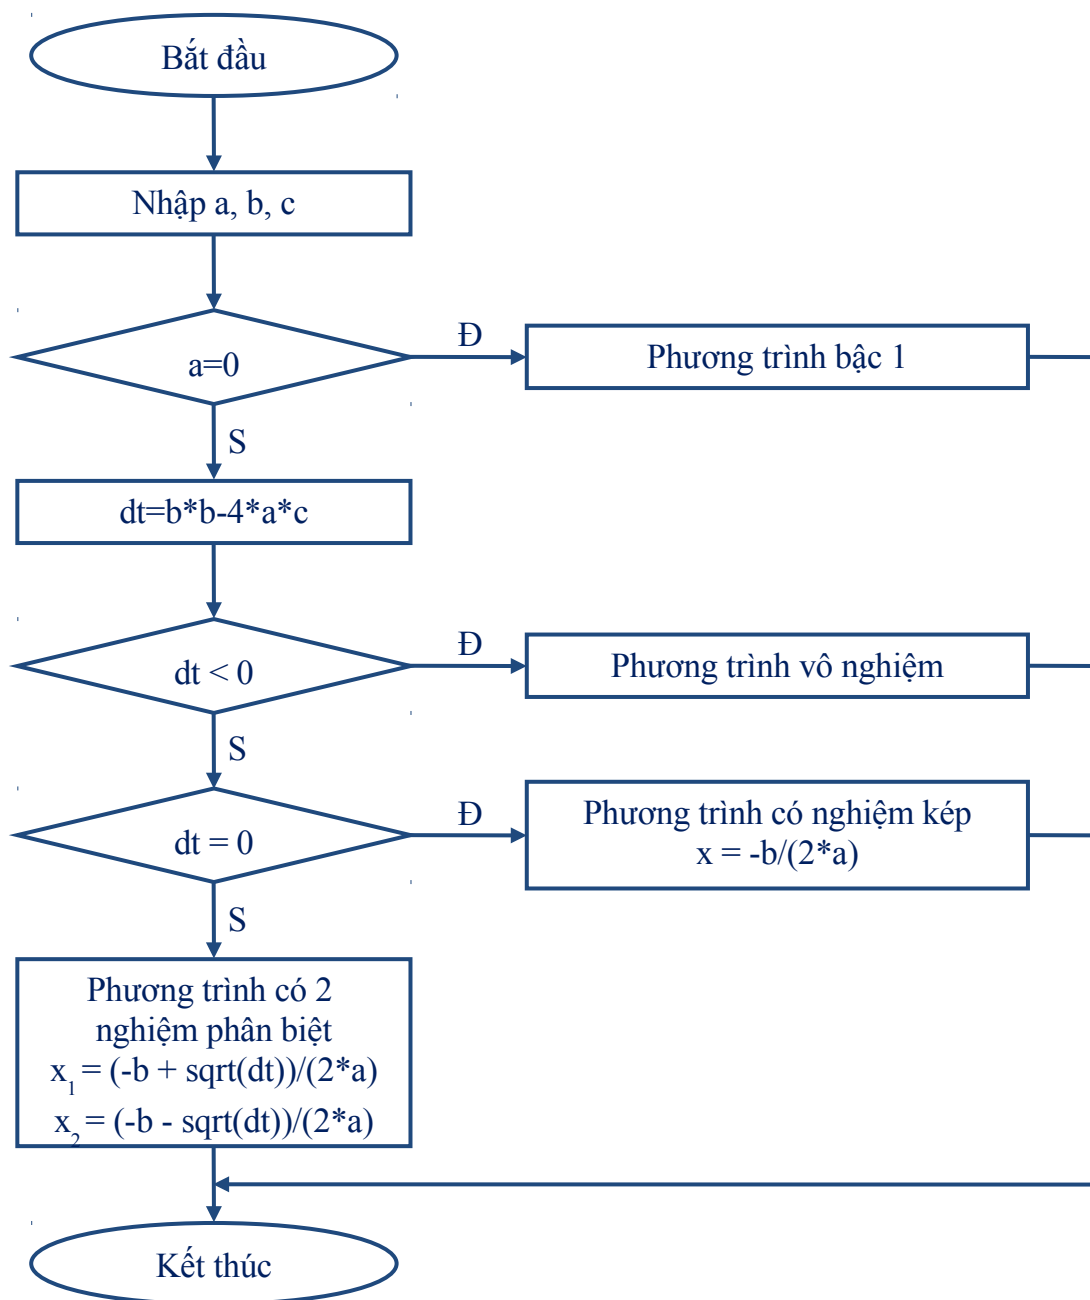 Bắt đầu
Nhập a, b, c
a=0
Đ
Phương trình bậc 1
S
dt=b*b-4*a*c
dt < 0
Đ
Phương trình vô nghiệm
S
dt = 0
Đ
Phương trình có nghiệm kép
x = -b/(2*a)
S
Phương trình có 2
nghiệm phân biệt
x₁ = (-b + sqrt(dt))/(2*a)
x₂ = (-b - sqrt(dt))/(2*a)
Kết thúc